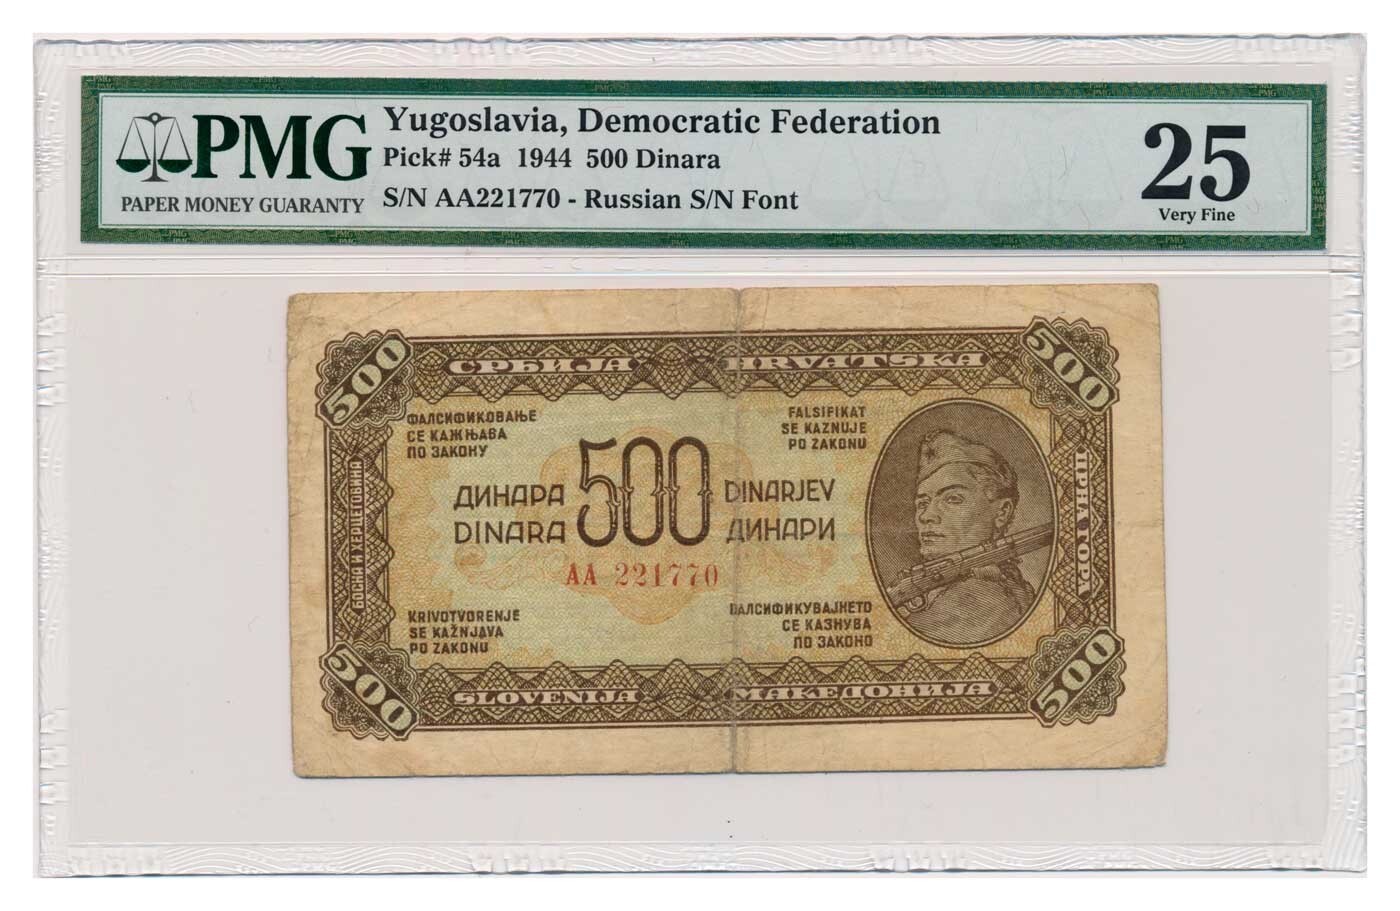 PMG
PAPER MONEY GUARANTY
Yugoslavia, Democratic Federation
Pick# 54a 1944 500 Dinara
S/N AA221770 - Russian S/N Font
25
Very Fine
500
СРБИЈА
HRVATSKA
500
ФАЛСИФИКОВАЊЕ
СЕ КАЖЊАВА
ПО ЗАКОНУ
FALSIFIKAT
SE KAZNUJE
PO ZAKONU
БОСНА И ХЕРЦЕГОВИНА
ЦРНА ГОРА
ДИНАРА
DINARA
500
DINARJEV
ДИНАРИ
АА 221770
KRIVOTVORENJE
SE KAŽNJAVA
PO ZAKONU
ФАЛСИФИКУВАЈНЕТО
СЕ КАЗНУВА
ПО ЗАКОНО
500
SLOVENIJA
МАКЕДОНИЈА
500